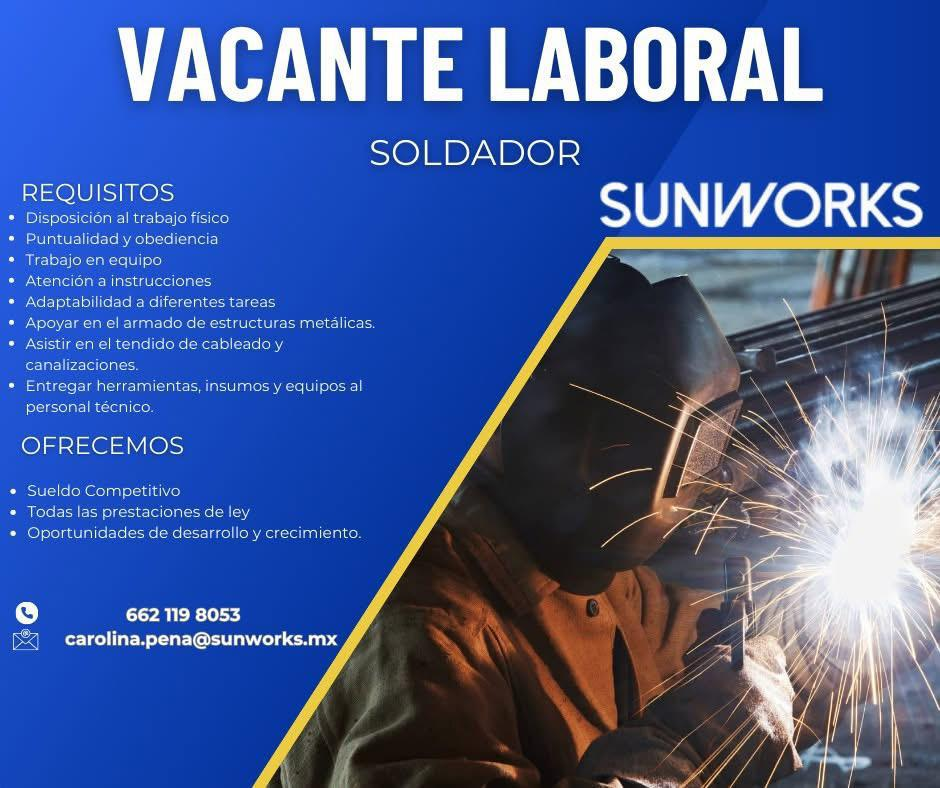 VACANTE LABORAL
SOLDADOR
SUNWORKS
REQUISITOS
• Disposición al trabajo físico
• Puntualidad y obediencia
• Trabajo en equipo
• Atención a instrucciones
• Adaptabilidad a diferentes tareas
• Apoyar en el armado de estructuras metálicas.
• Asistir en el tendido de cableado y
canalizaciones.
• Entregar herramientas, insumos y equipos al
personal técnico.
OFRECEMOS
• Sueldo Competitivo
• Todas las prestaciones de ley
• Oportunidades de desarrollo y crecimiento.
662 119 8053
carolina.pena@sunworks.mx